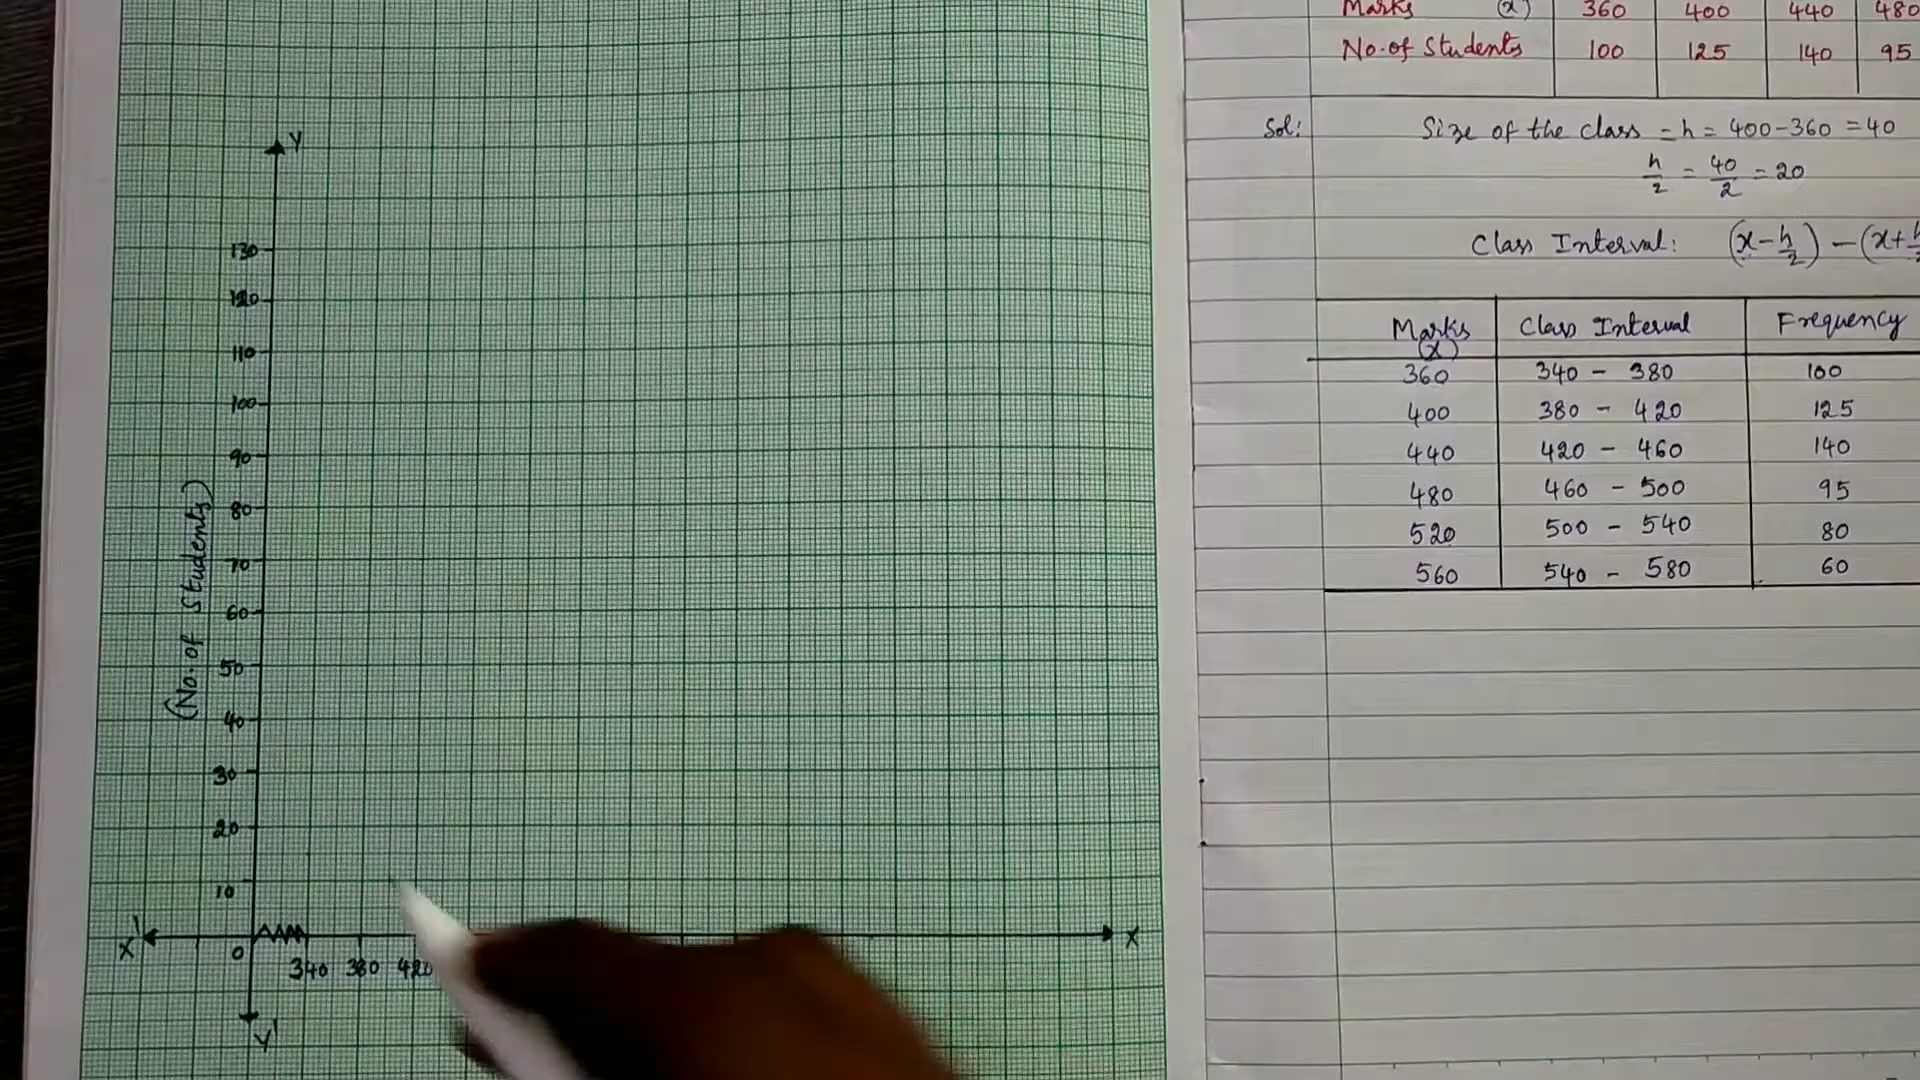 Y
130
120
110
100
90
80
70
60
50
40
30
20
10
(No. of Students)
X' 0 X
340 380 420
Y'
Marks (x) 360 400 440 480
No. of Students 100 125 140 95
Sol: Size of the class = h = 400-360 = 40
h/2 = 40/2 = 20
Class Interval: (x-h/2) - (x+h/2
Marks (x) Class Interval Frequency
360 340 - 380 100
400 380 - 420 125
440 420 - 460 140
480 460 - 500 95
520 500 - 540 80
560 540 - 580 60